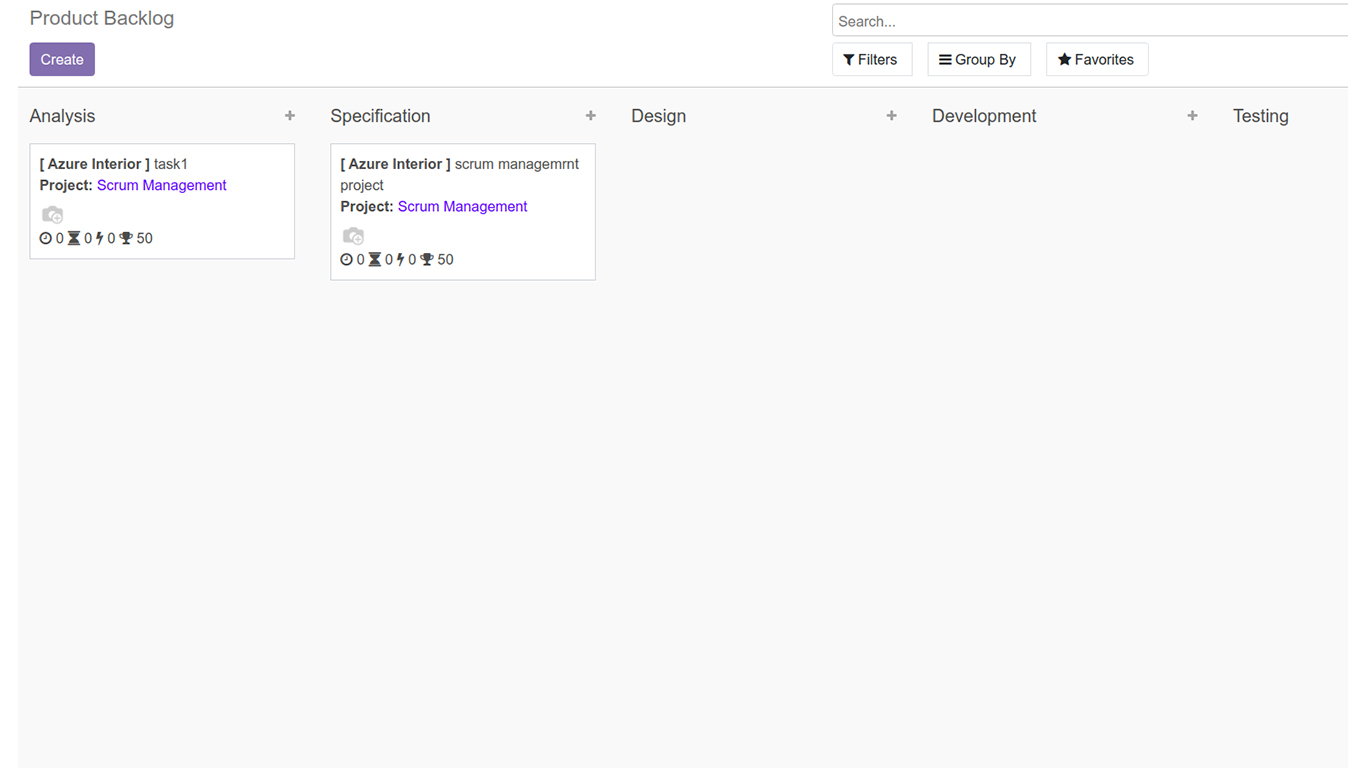 Product Backlog
Search...
Create
Filters
Group By
Favorites
Analysis +
Specification +
Design +
Development +
Testing
[ Azure Interior ] task1
Project: Scrum Management
0 0 0 50
[ Azure Interior ] scrum managemrnt
project
Project: Scrum Management
0 0 0 50